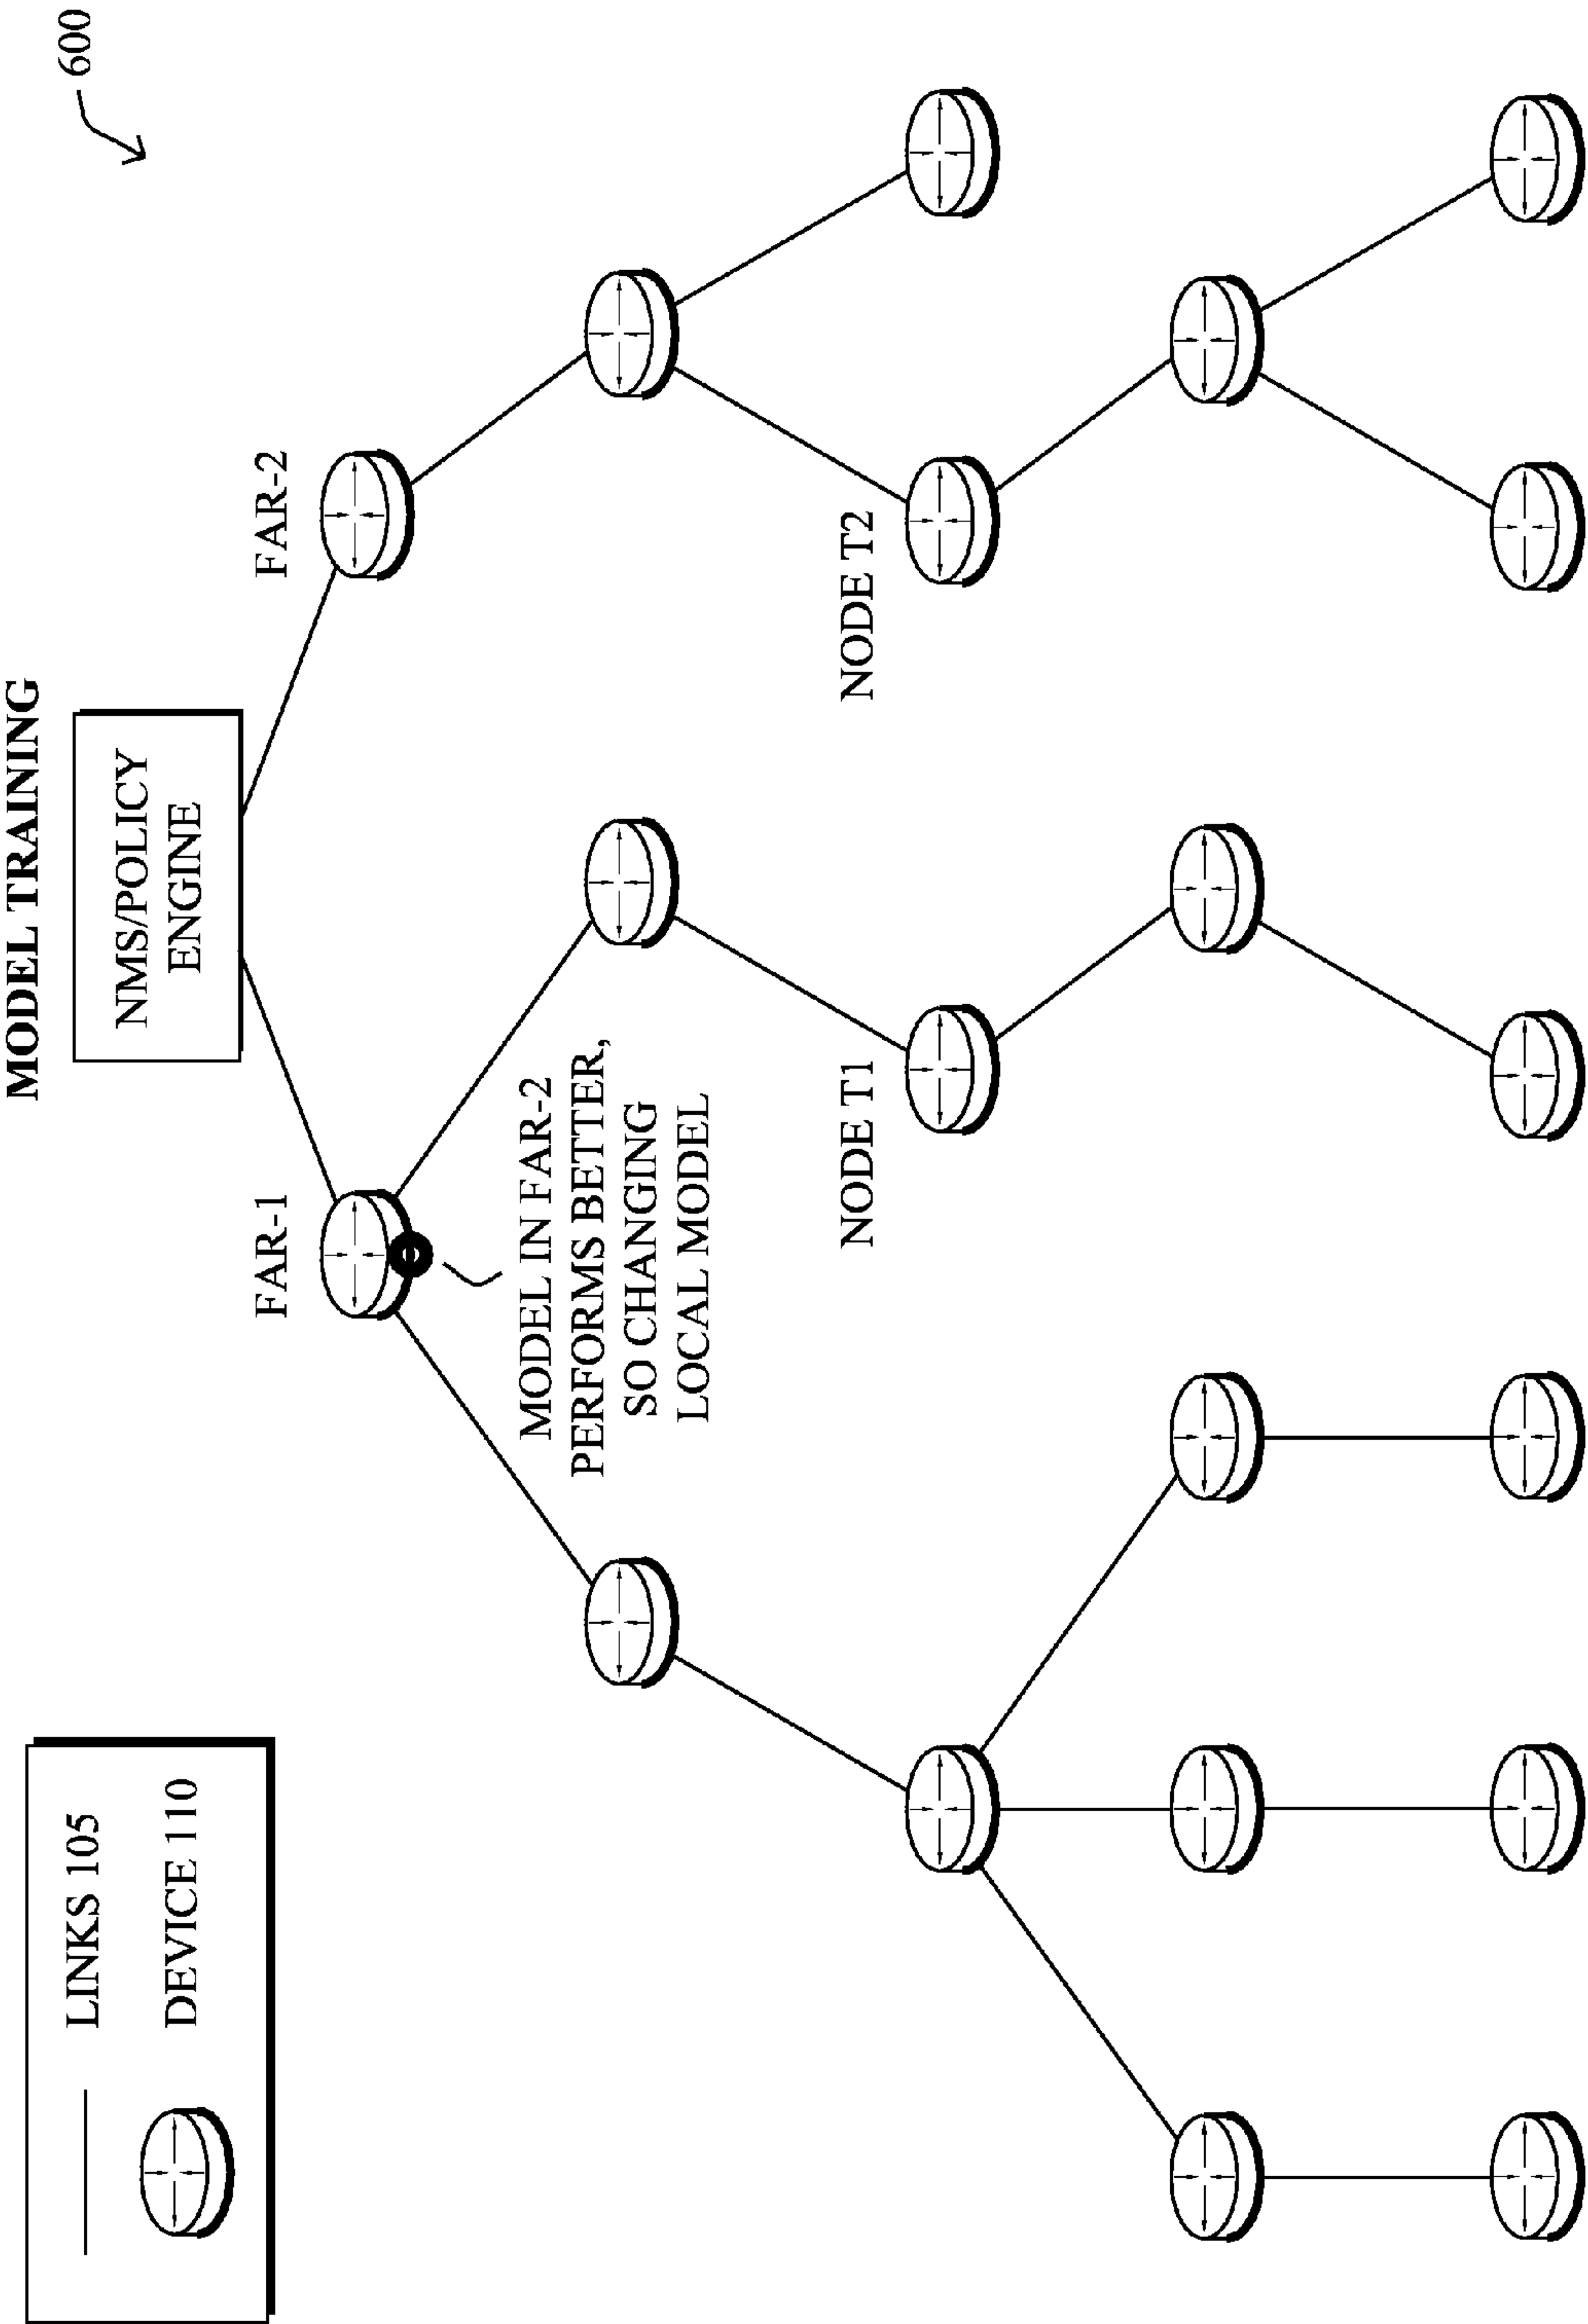 LINKS 105
DEVICE 110
MODEL TRAINING
NMS/POLICY
ENGINE
600
FAR-1
FAR-2
MODEL IN FAR-2
PERFORMS BETTER,
SO CHANGING
LOCAL MODEL
NODE T1
NODE T2